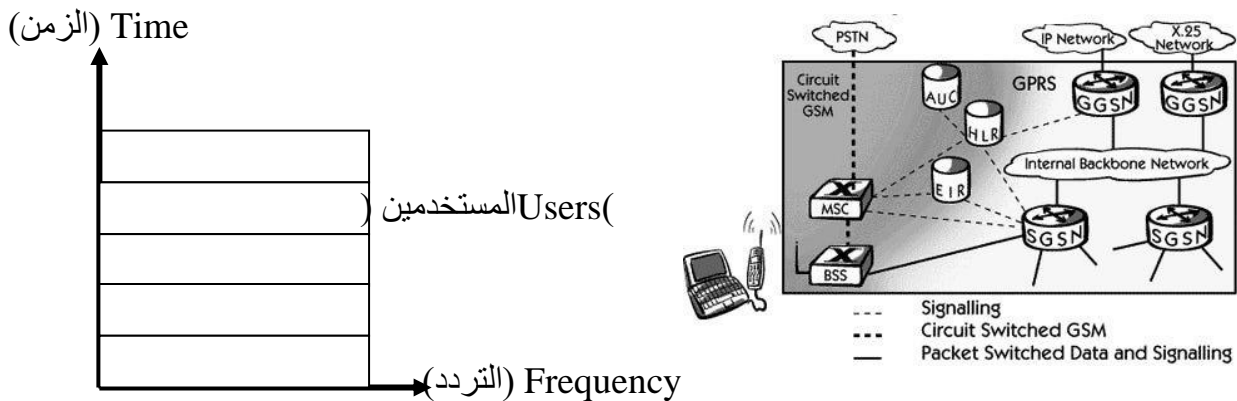 Time (الزمن)
)Usersالمستخدمين (
Frequency (التردد)
PSTN
IP Network
X.25
Network
Circuit
Switched
GSM
AUC
GPRS
GGSN
GGSN
HLR
Internal Backbone Network
EIR
MSC
SGSN
SGSN
BSS
Signalling
Circuit Switched GSM
Packet Switched Data and Signalling